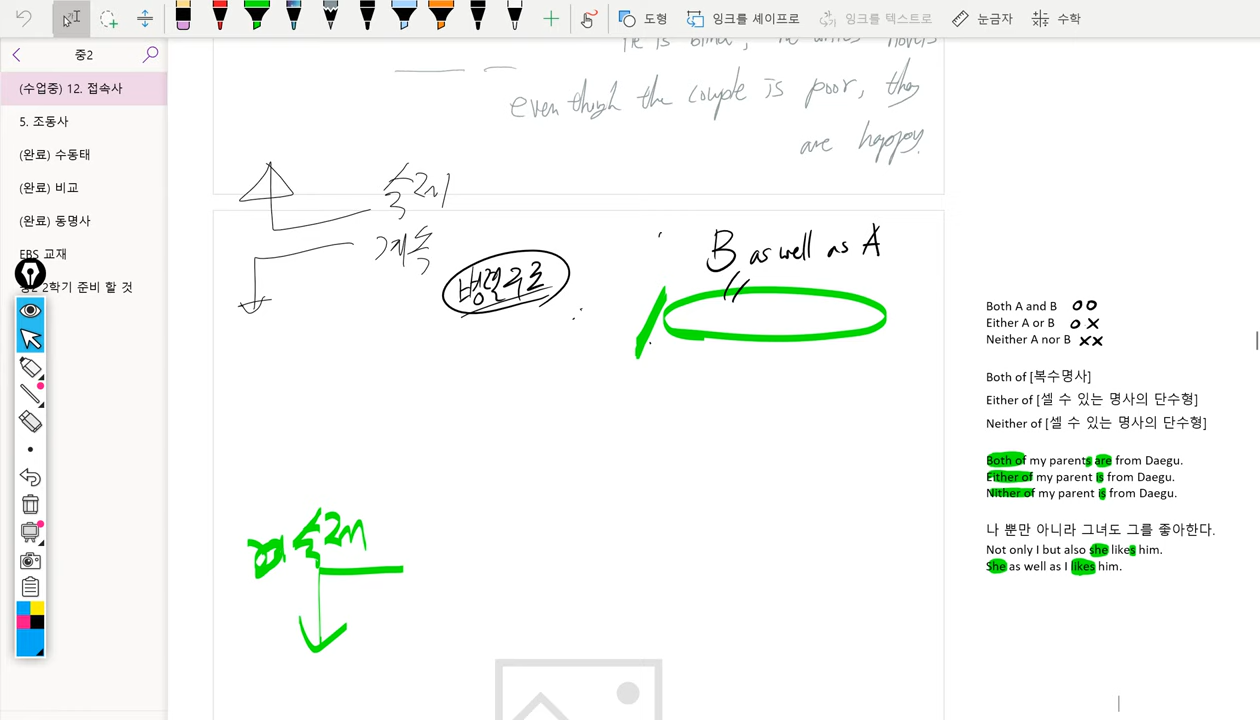 도형
잉크를 셰이프로
잉크를 텍스트로
눈금자
수학
중2
(수업중) 12. 접속사
5. 조동사
(완료) 수동태
(완료) 비교
(완료) 동명사
EBS 교재
2학기 준비 할 것
He is blind, he writes novels
even though the couple is poor, they
are happy.
계속
병렬구조
B as well as A
Both A and B O O
Either A or B O X
Neither A nor B X X
Both of [복수명사]
Either of [셀 수 있는 명사의 단수형]
Neither of [셀 수 있는 명사의 단수형]
Both of my parents are from Daegu.
Either of my parent is from Daegu.
Nither of my parent is from Daegu.
나 뿐만 아니라 그녀도 그를 좋아한다.
Not only I but also she likes him.
She as well as I likes him.